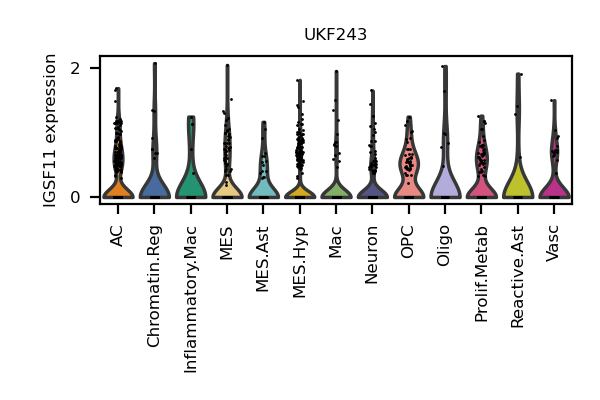 UKF243
IGSF11 expression
2
0
AC
Chromatin.Reg
Inflammatory.Mac
MES
MES.Ast
MES.Hyp
Mac
Neuron
OPC
Oligo
Prolif.Metab
Reactive.Ast
Vasc